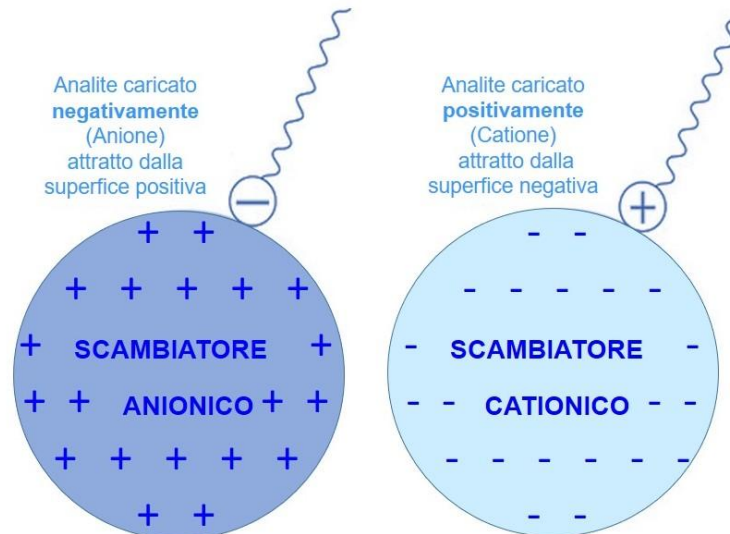 Analite caricato
negativamente
(Anione)
attratto dalla
superfice positiva
−
+ +
+ + + + +
+ SCAMBIATORE +
+ + ANIONICO + +
+ + + + +
+ +
Analite caricato
positivamente
(Catione)
attratto dalla
superfice negativa
+
- -
- - - - - -
- SCAMBIATORE -
- - CATIONICO - -
- - - - - -
- -